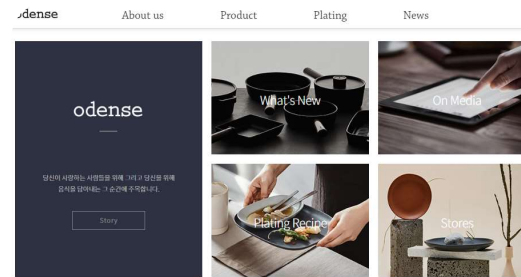 odense
About us
Product
Plating
News
odense
당신이 사랑하는 사람들을 위해 그리고 당신을 위해
음식을 담아내는 그 순간에 주목합니다.
Story
What's New
On Media
Plating Recipe
Stores